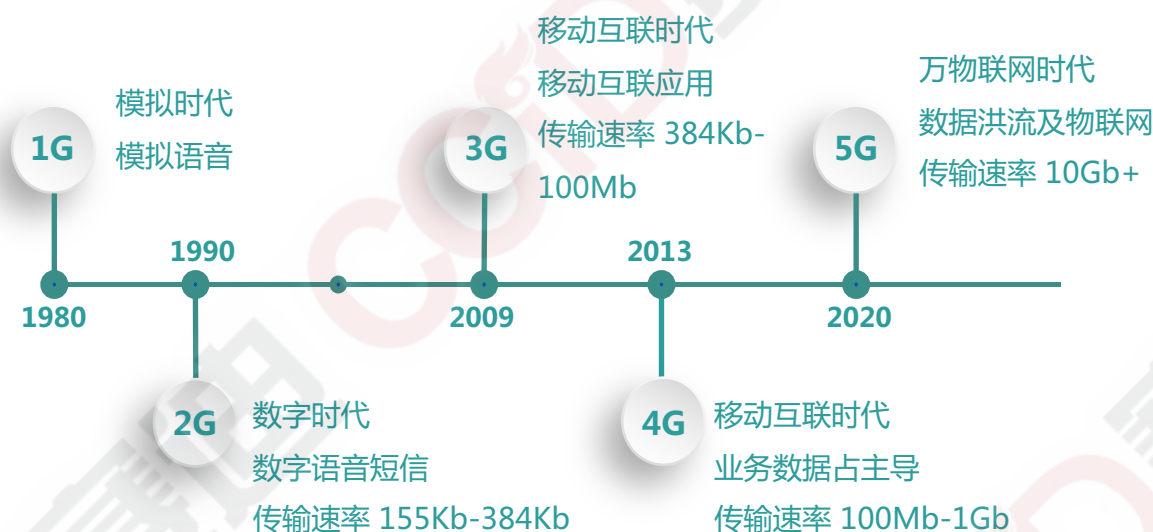 1G
模拟时代
模拟语音
1980
1990
2G
数字时代
数字语音短信
传输速率 155Kb-384Kb
3G
移动互联时代
移动互联应用
传输速率 384Kb-
100Mb
2009
2013
4G
移动互联时代
业务数据占主导
传输速率 100Mb-1Gb
5G
万物联网时代
数据洪流及物联网
传输速率 10Gb+
2020
CCiD
赛迪